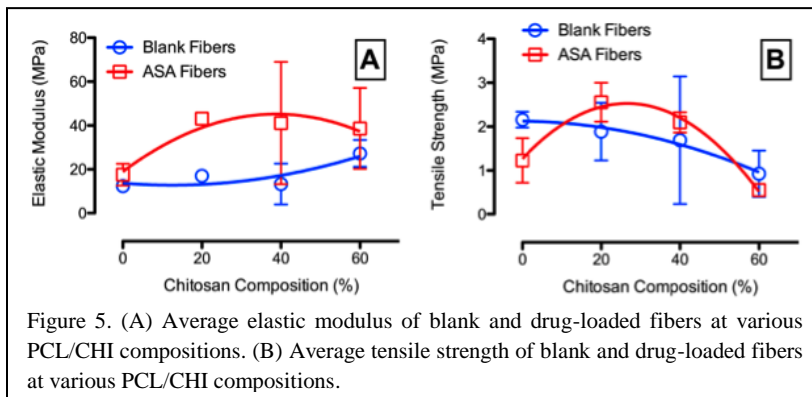 Blank Fibers
ASA Fibers
A
Elastic Modulus (MPa)
80
60
40
20
0
0 20 40 60
Chitosan Composition (%)
Blank Fibers
ASA Fibers
B
Tensile Strength (MPa)
4
3
2
1
0
0 20 40 60
Chitosan Composition (%)
Figure 5. (A) Average elastic modulus of blank and drug-loaded fibers at various
PCL/CHI compositions. (B) Average tensile strength of blank and drug-loaded fibers
at various PCL/CHI compositions.